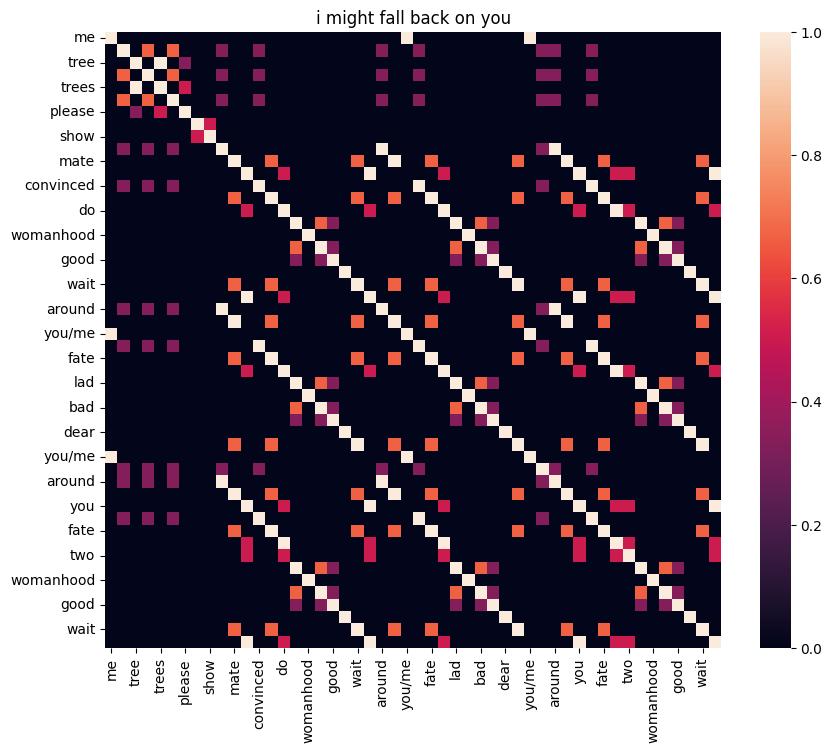 i might fall back on you
me
tree
trees
please
show
mate
convinced
do
womanhood
good
wait
around
you/me
fate
lad
bad
dear
you/me
around
you
fate
two
womanhood
good
wait
1.0
0.8
0.6
0.4
0.2
0.0
me
tree
trees
please
show
mate
convinced
do
womanhood
good
wait
around
you/me
fate
lad
bad
dear
you/me
around
you
fate
two
womanhood
good
wait